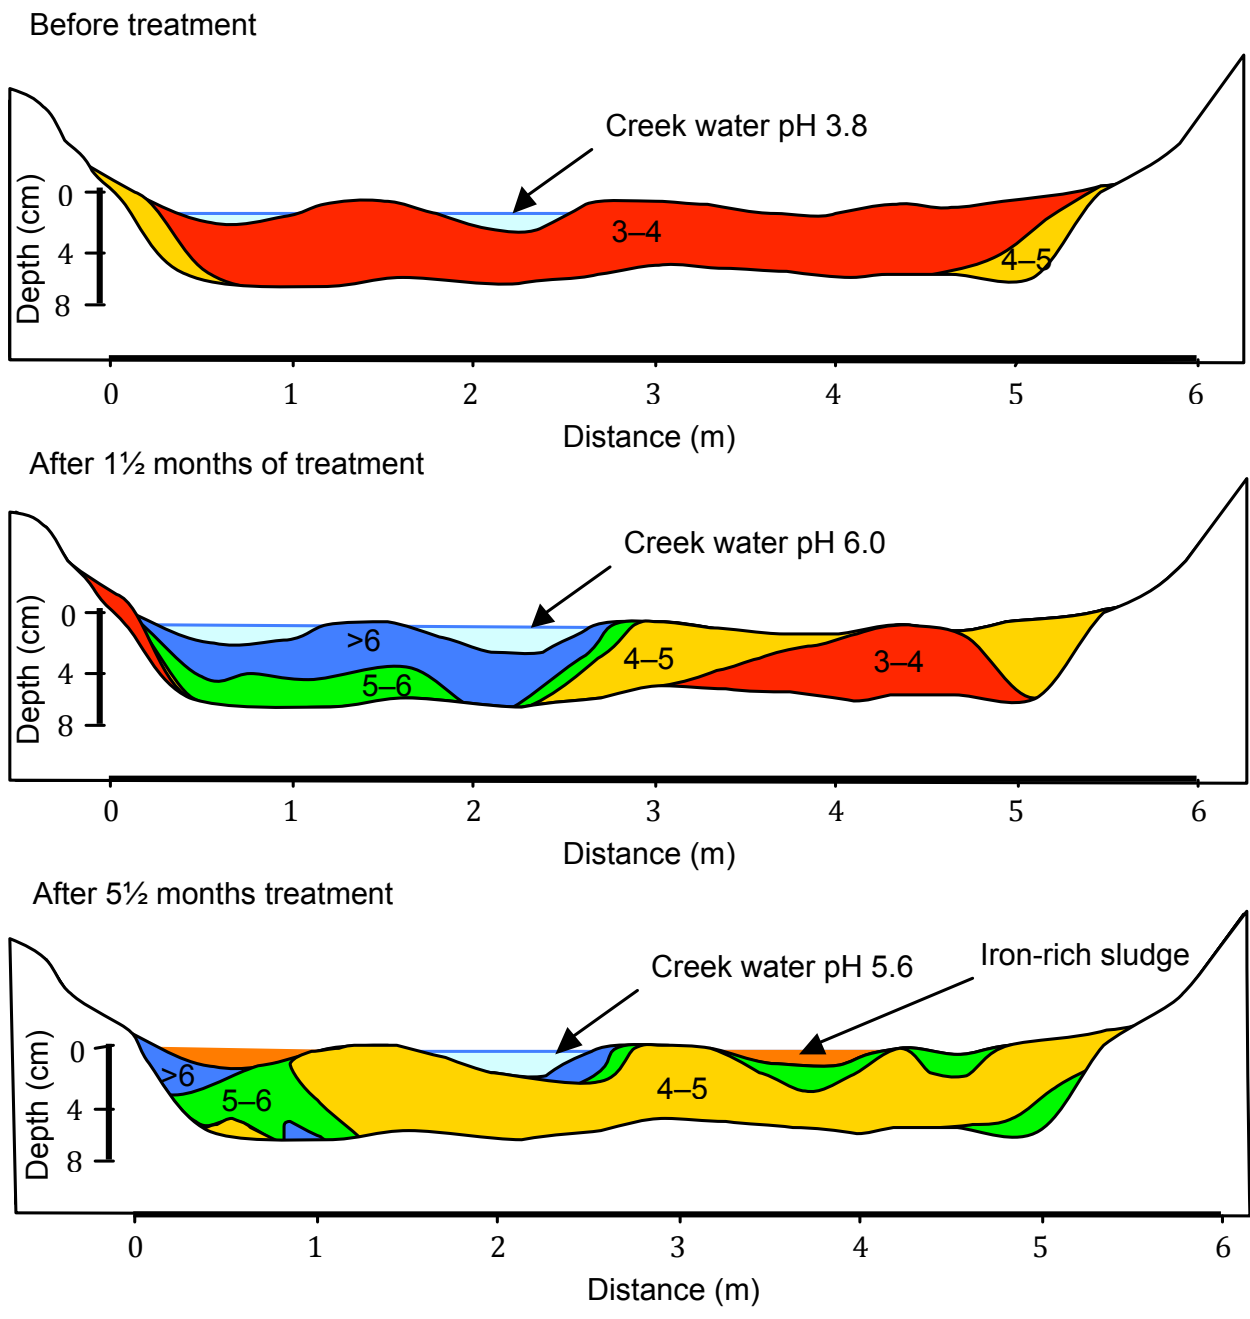 Before treatment
Creek water pH 3.8
3–4
4–5
Depth (cm)
0
4
8
0 1 2 3 4 5 6
Distance (m)
After 1½ months of treatment
Creek water pH 6.0
>6
5–6
4–5
3–4
Depth (cm)
0
4
8
0 1 2 3 4 5 6
Distance (m)
After 5½ months treatment
Creek water pH 5.6
Iron-rich sludge
>6
5–6
4–5
Depth (cm)
0
4
8
0 1 2 3 4 5 6
Distance (m)